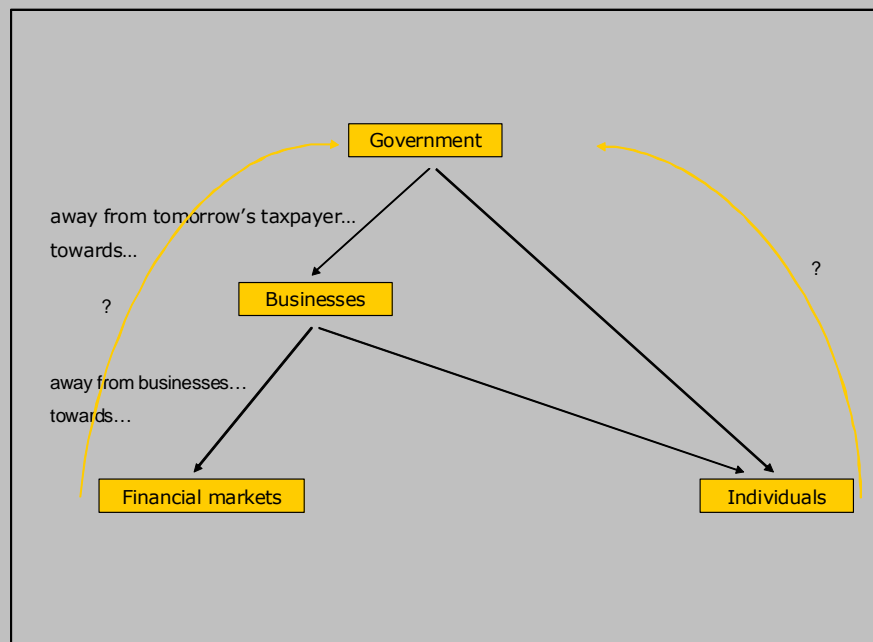 Government
away from tomorrow’s taxpayer…
towards…
?
Businesses
?
away from businesses…
towards…
Financial markets
Individuals